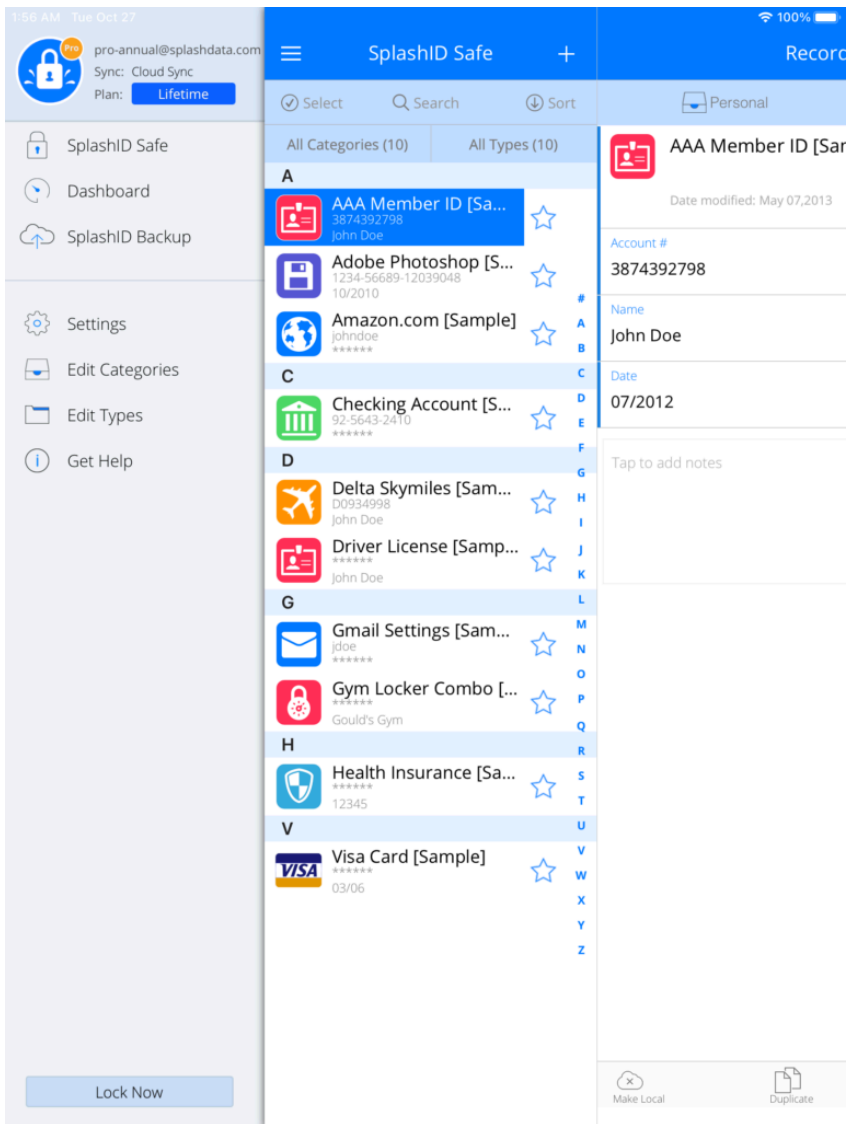 1:56 AM Tue Oct 27
100%
Pro
pro-annual@splashdata.com
Sync: Cloud Sync
Plan: Lifetime
SplashID Safe
Dashboard
SplashID Backup
Settings
Edit Categories
Edit Types
Get Help
Lock Now
SplashID Safe +
Select Search Sort
All Categories (10) All Types (10)
A
AAA Member ID [Sa...
3874392798
John Doe
Adobe Photoshop [S...
1234-56689-12039048
10/2010
Amazon.com [Sample]
johndoe
******
C
Checking Account [S...
92-5643-2410
******
D
Delta Skymiles [Sam...
D0934998
John Doe
Driver License [Samp...
******
John Doe
G
Gmail Settings [Sam...
jdoe
******
Gym Locker Combo [...
******
Gould's Gym
H
Health Insurance [Sa...
******
12345
V
VISA
Visa Card [Sample]
******
03/06
#
A
B
C
D
E
F
G
H
I
J
K
L
M
N
O
P
Q
R
S
T
U
V
W
X
Y
Z
Record
Personal
AAA Member ID [Sar
Date modified: May 07,2013
Account #
3874392798
Name
John Doe
Date
07/2012
Tap to add notes
Make Local Duplicate